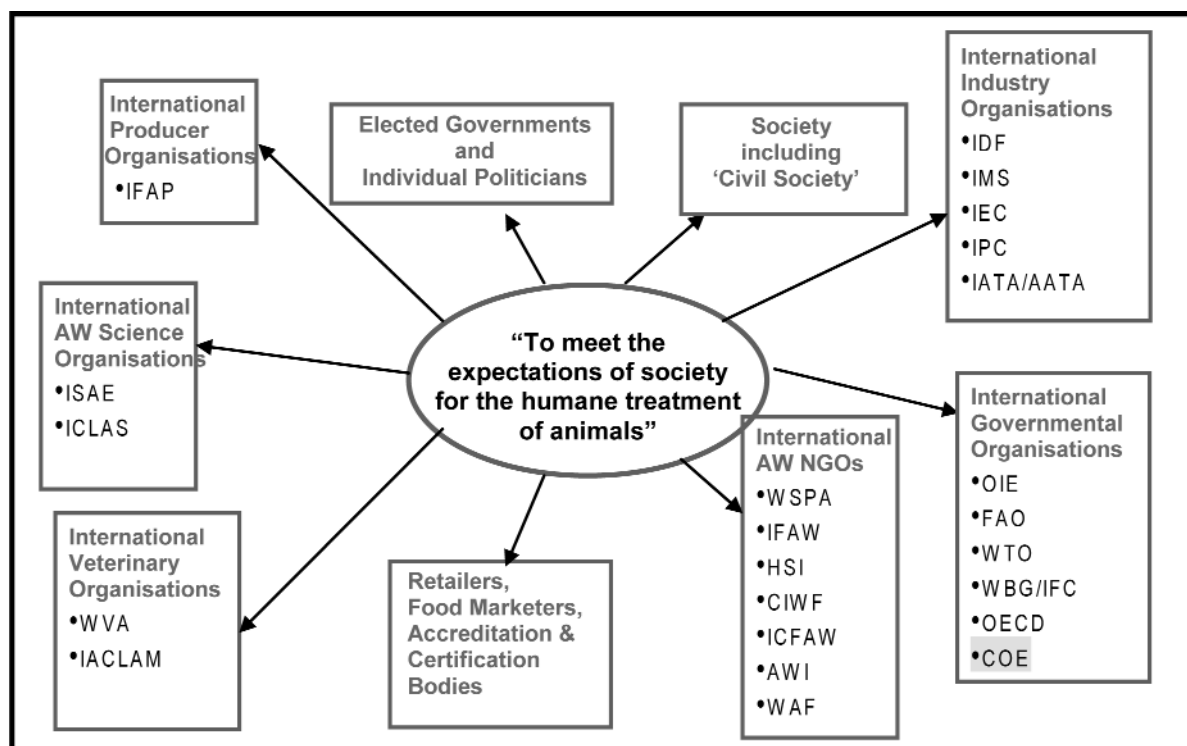 International
Producer
Organisations
•IFAP
Elected Governments
and
Individual Politicians
Society
including
‘Civil Society’
International
Industry
Organisations
•IDF
•IMS
•IEC
•IPC
•IATA/AATA
International
AW Science
Organisations
•ISAE
•ICLAS
“To meet the
expectations of society
for the humane treatment
of animals”
International
Governmental
Organisations
•OIE
•FAO
•WTO
•WBG/IFC
•OECD
•COE
International
Veterinary
Organisations
•WVA
•IACLAM
Retailers,
Food Marketers,
Accreditation &
Certification
Bodies
International
AW NGOs
•WSPA
•IFAW
•HSI
•CIWF
•ICFAW
•AWI
•WAF